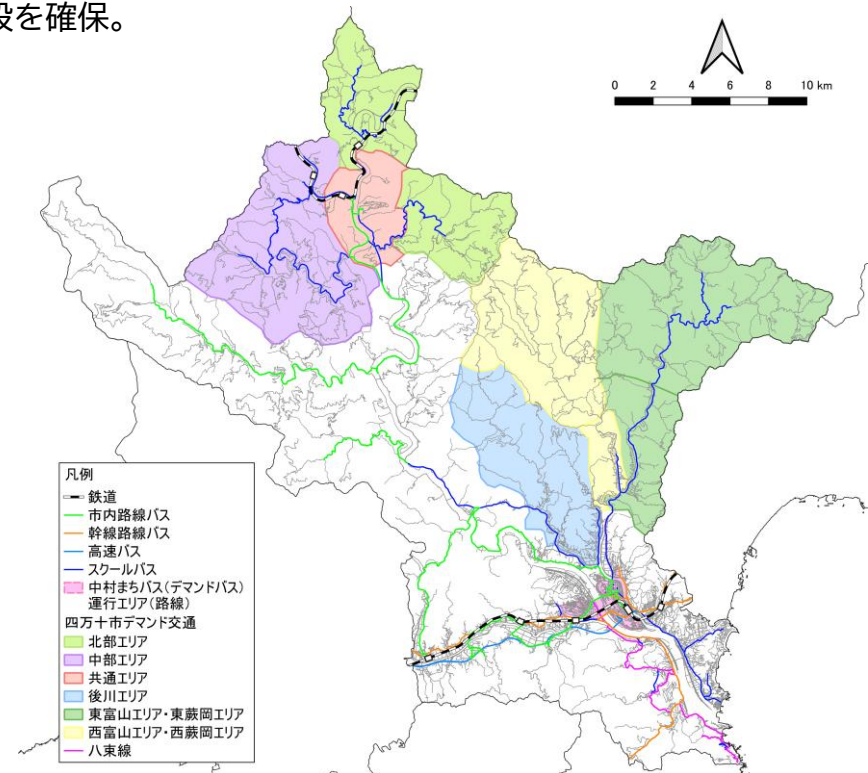 段を確保。
0 2 4 6 8 10 km
凡例
鉄道
市内路線バス
幹線路線バス
高速バス
スクールバス
中村まちバス(デマンドバス)
運行エリア(路線)
四万十市デマンド交通
北部エリア
中部エリア
共通エリア
後川エリア
東富山エリア・東蕨岡エリア
西富山エリア・西蕨岡エリア
八束線